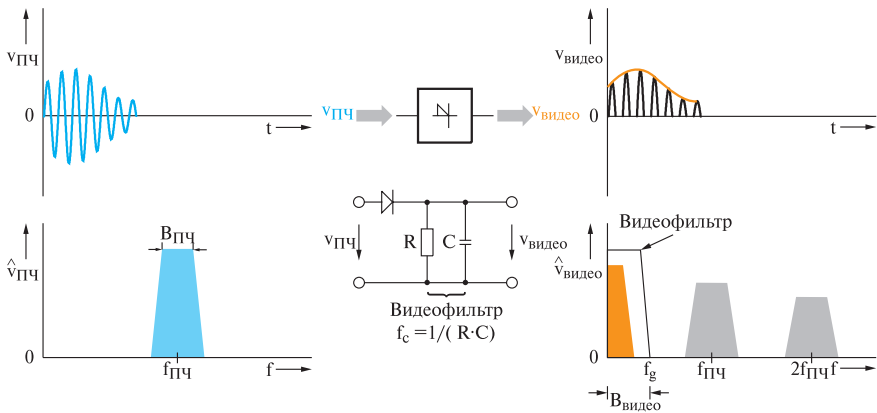 vПЧ
0
t
vПЧ
vвидео
vвидео
0
t
BПЧ
v̂ПЧ
0
fПЧ
f
vПЧ
R
C
vвидео
Видеофильтр
fc =1/( R·C)
Видеофильтр
v̂видео
0
fg
fПЧ
2fПЧ
f
Bвидео